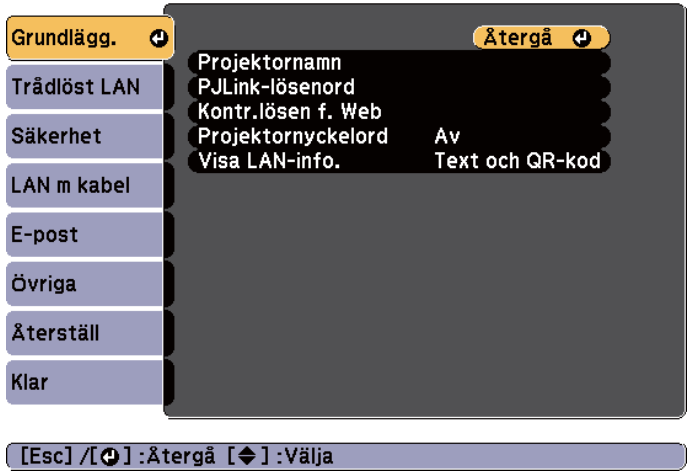 Grundlägg.
Trådlöst LAN
Säkerhet
LAN m kabel
E-post
Övriga
Återställ
Klar
Återgå
Projektornamn
PJLink-lösenord
Kontr.lösen f. Web
Projektornyckelord Av
Visa LAN-info. Text och QR-kod
[Esc] /[⏎] :Återgå [◆] :Välja